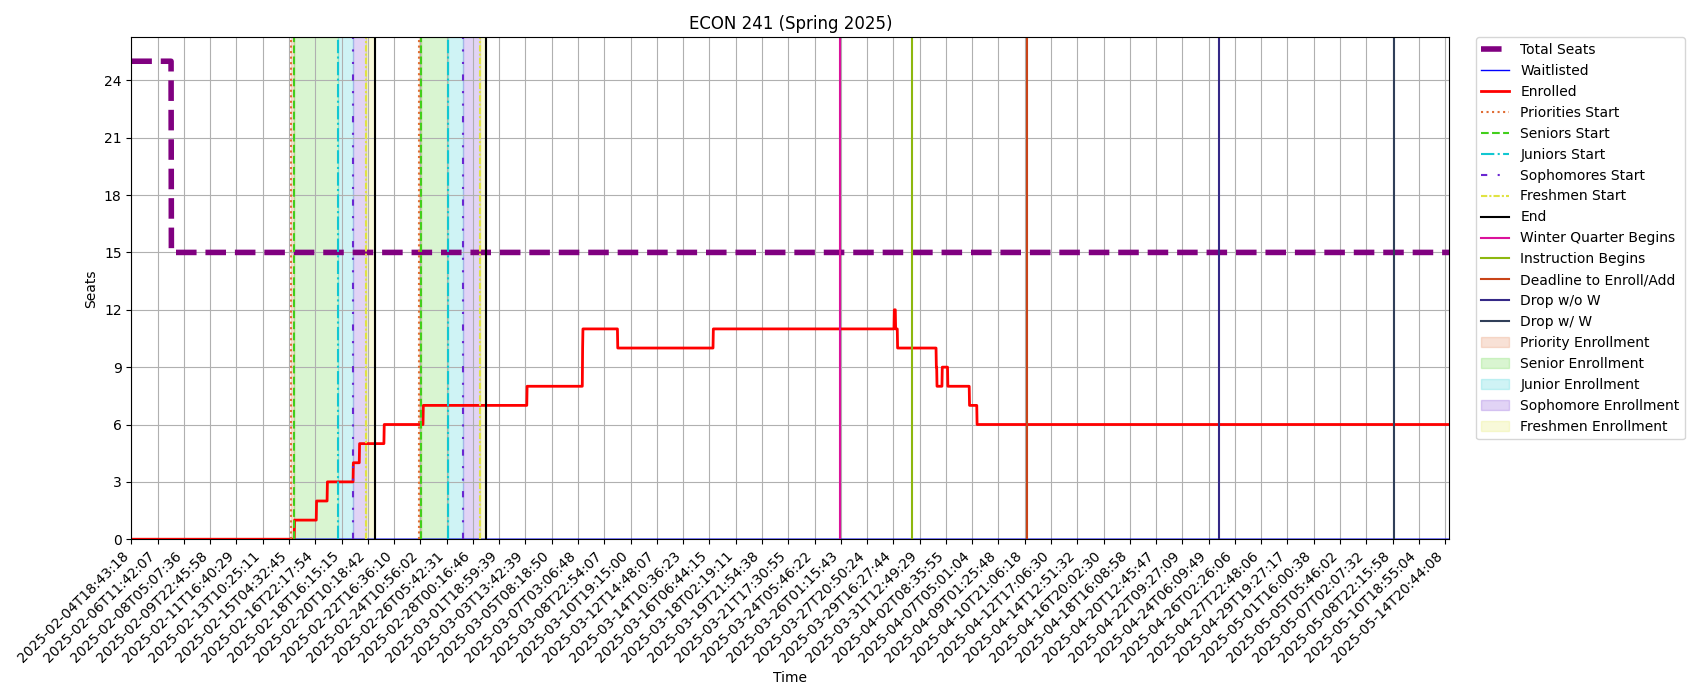 ECON 241 (Spring 2025)
Seats
24
21
18
15
12
9
6
3
0
2025-02-04T18:43:18
2025-02-06T11:42:07
2025-02-08T05:07:36
2025-02-09T22:45:58
2025-02-11T16:40:29
2025-02-13T10:25:11
2025-02-15T04:32:45
2025-02-16T22:17:54
2025-02-18T16:15:15
2025-02-20T10:18:42
2025-02-22T16:36:10
2025-02-24T10:56:02
2025-02-26T05:42:31
2025-02-28T00:16:46
2025-03-01T18:59:39
2025-03-03T13:42:39
2025-03-05T08:18:50
2025-03-07T03:06:48
2025-03-08T22:54:07
2025-03-10T19:15:00
2025-03-12T14:48:07
2025-03-14T10:36:23
2025-03-16T06:44:15
2025-03-18T02:19:11
2025-03-19T21:54:38
2025-03-21T17:30:55
2025-03-24T05:46:22
2025-03-26T01:15:43
2025-03-27T20:50:24
2025-03-29T16:27:44
2025-03-31T12:49:29
2025-04-02T08:35:55
2025-04-07T05:01:04
2025-04-09T01:25:48
2025-04-10T21:06:18
2025-04-12T17:06:30
2025-04-14T12:51:32
2025-04-16T20:02:30
2025-04-18T16:08:58
2025-04-20T12:45:47
2025-04-22T09:27:09
2025-04-24T06:09:49
2025-04-26T02:26:06
2025-04-27T22:48:06
2025-04-29T19:27:17
2025-05-01T16:00:38
2025-05-05T05:46:02
2025-05-07T02:07:32
2025-05-08T22:15:58
2025-05-10T18:55:04
2025-05-14T20:44:08
Time
Total Seats
Waitlisted
Enrolled
Priorities Start
Seniors Start
Juniors Start
Sophomores Start
Freshmen Start
End
Winter Quarter Begins
Instruction Begins
Deadline to Enroll/Add
Drop w/o W
Drop w/ W
Priority Enrollment
Senior Enrollment
Junior Enrollment
Sophomore Enrollment
Freshmen Enrollment